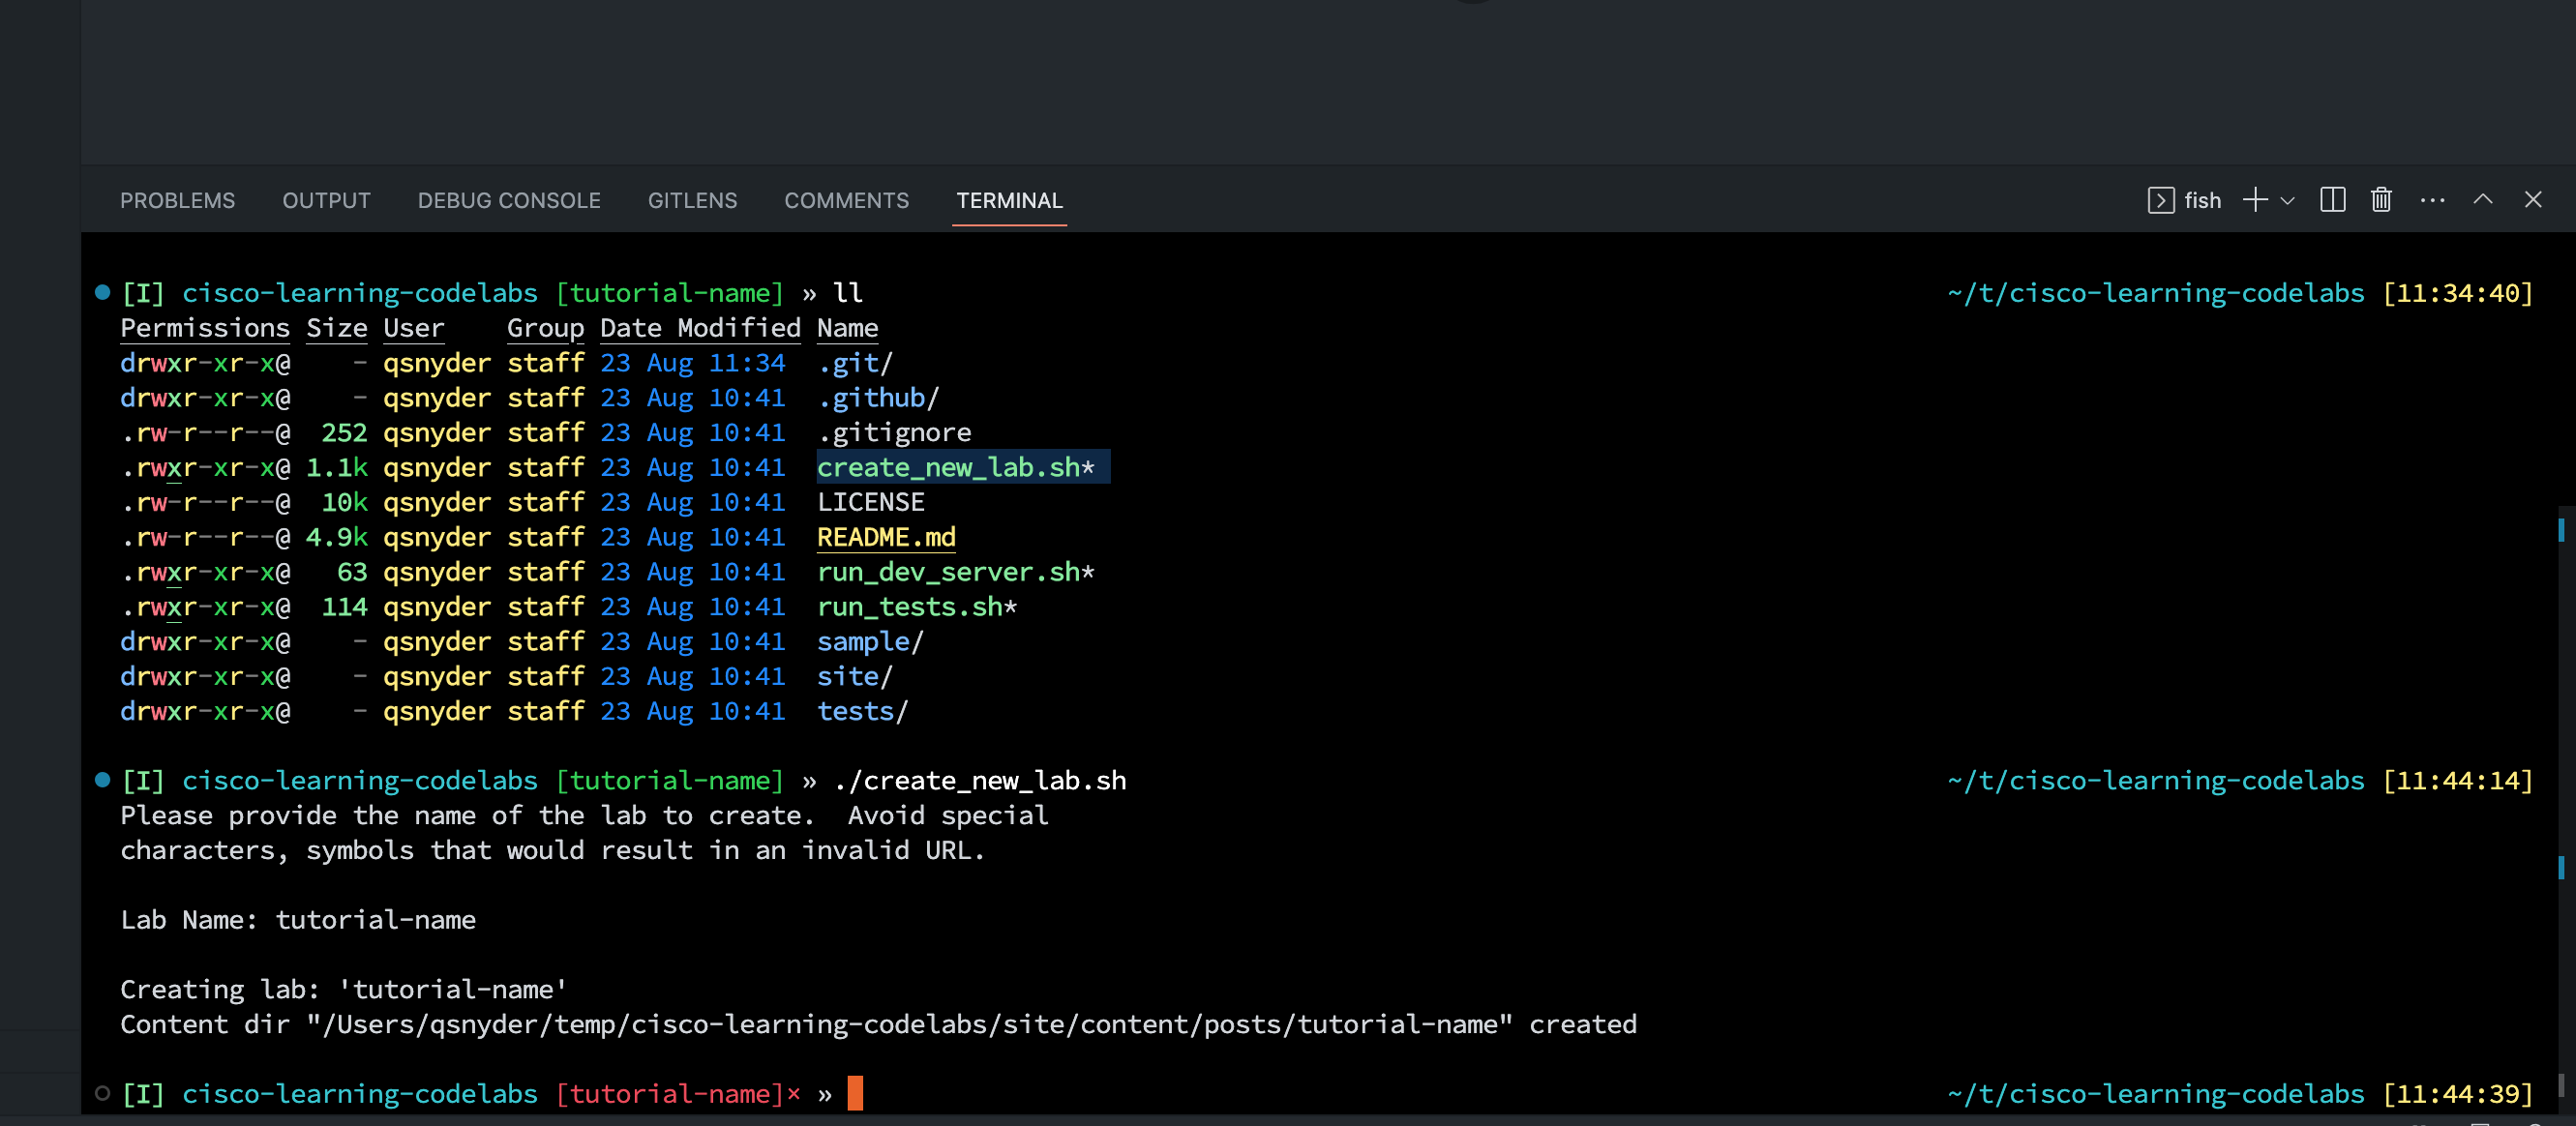 PROBLEMS OUTPUT DEBUG CONSOLE GITLENS COMMENTS TERMINAL fish
[I] cisco-learning-codelabs [tutorial-name] » ll ~/t/cisco-learning-codelabs [11:34:40]
Permissions Size User Group Date Modified Name
drwxr-xr-x@ - qsnyder staff 23 Aug 11:34 .git/
drwxr-xr-x@ - qsnyder staff 23 Aug 10:41 .github/
.rw-r--r--@ 252 qsnyder staff 23 Aug 10:41 .gitignore
.rwxr-xr-x@ 1.1k qsnyder staff 23 Aug 10:41 create_new_lab.sh*
.rw-r--r--@ 10k qsnyder staff 23 Aug 10:41 LICENSE
.rw-r--r--@ 4.9k qsnyder staff 23 Aug 10:41 README.md
.rwxr-xr-x@ 63 qsnyder staff 23 Aug 10:41 run_dev_server.sh*
.rwxr-xr-x@ 114 qsnyder staff 23 Aug 10:41 run_tests.sh*
drwxr-xr-x@ - qsnyder staff 23 Aug 10:41 sample/
drwxr-xr-x@ - qsnyder staff 23 Aug 10:41 site/
drwxr-xr-x@ - qsnyder staff 23 Aug 10:41 tests/
[I] cisco-learning-codelabs [tutorial-name] » ./create_new_lab.sh ~/t/cisco-learning-codelabs [11:44:14]
Please provide the name of the lab to create.  Avoid special
characters, symbols that would result in an invalid URL.
Lab Name: tutorial-name
Creating lab: 'tutorial-name'
Content dir "/Users/qsnyder/temp/cisco-learning-codelabs/site/content/posts/tutorial-name" created
[I] cisco-learning-codelabs [tutorial-name]× » ~/t/cisco-learning-codelabs [11:44:39]